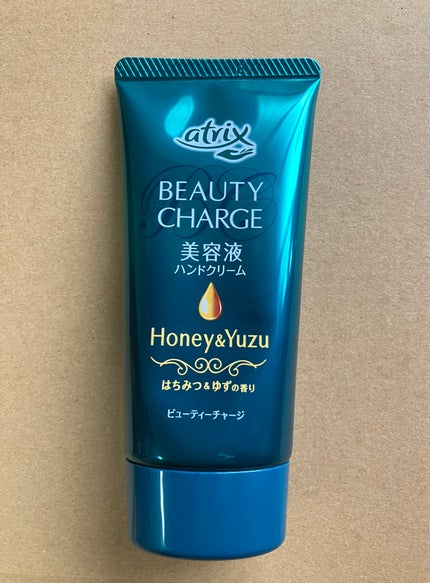 atrix
BEAUTY
CHARGE
美容液
ハンドクリーム
Honey&Yuzu
はちみつ&ゆずの香り
ビューティーチャージ